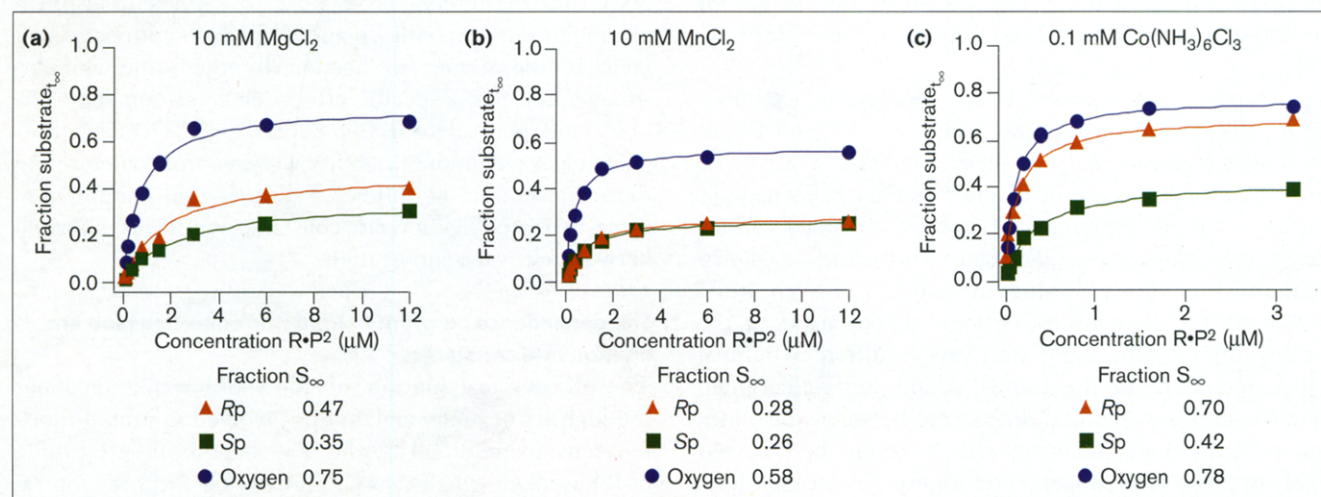 (a)
10 mM MgCl₂
Fraction substrate t∞
1.0
0.8
0.6
0.4
0.2
0.0
0 2 4 6 8 10 12
Concentration R•P² (μM)
Fraction S∞
Rp 0.47
Sp 0.35
Oxygen 0.75
(b)
10 mM MnCl₂
Fraction substrate t∞
1.0
0.8
0.6
0.4
0.2
0.0
0 2 4 6 8 10 12
Concentration R•P² (μM)
Fraction S∞
Rp 0.28
Sp 0.26
Oxygen 0.58
(c)
0.1 mM Co(NH₃)₆Cl₃
Fraction substrate t∞
1.0
0.8
0.6
0.4
0.2
0.0
0 1 2 3
Concentration R•P² (μM)
Fraction S∞
Rp 0.70
Sp 0.42
Oxygen 0.78